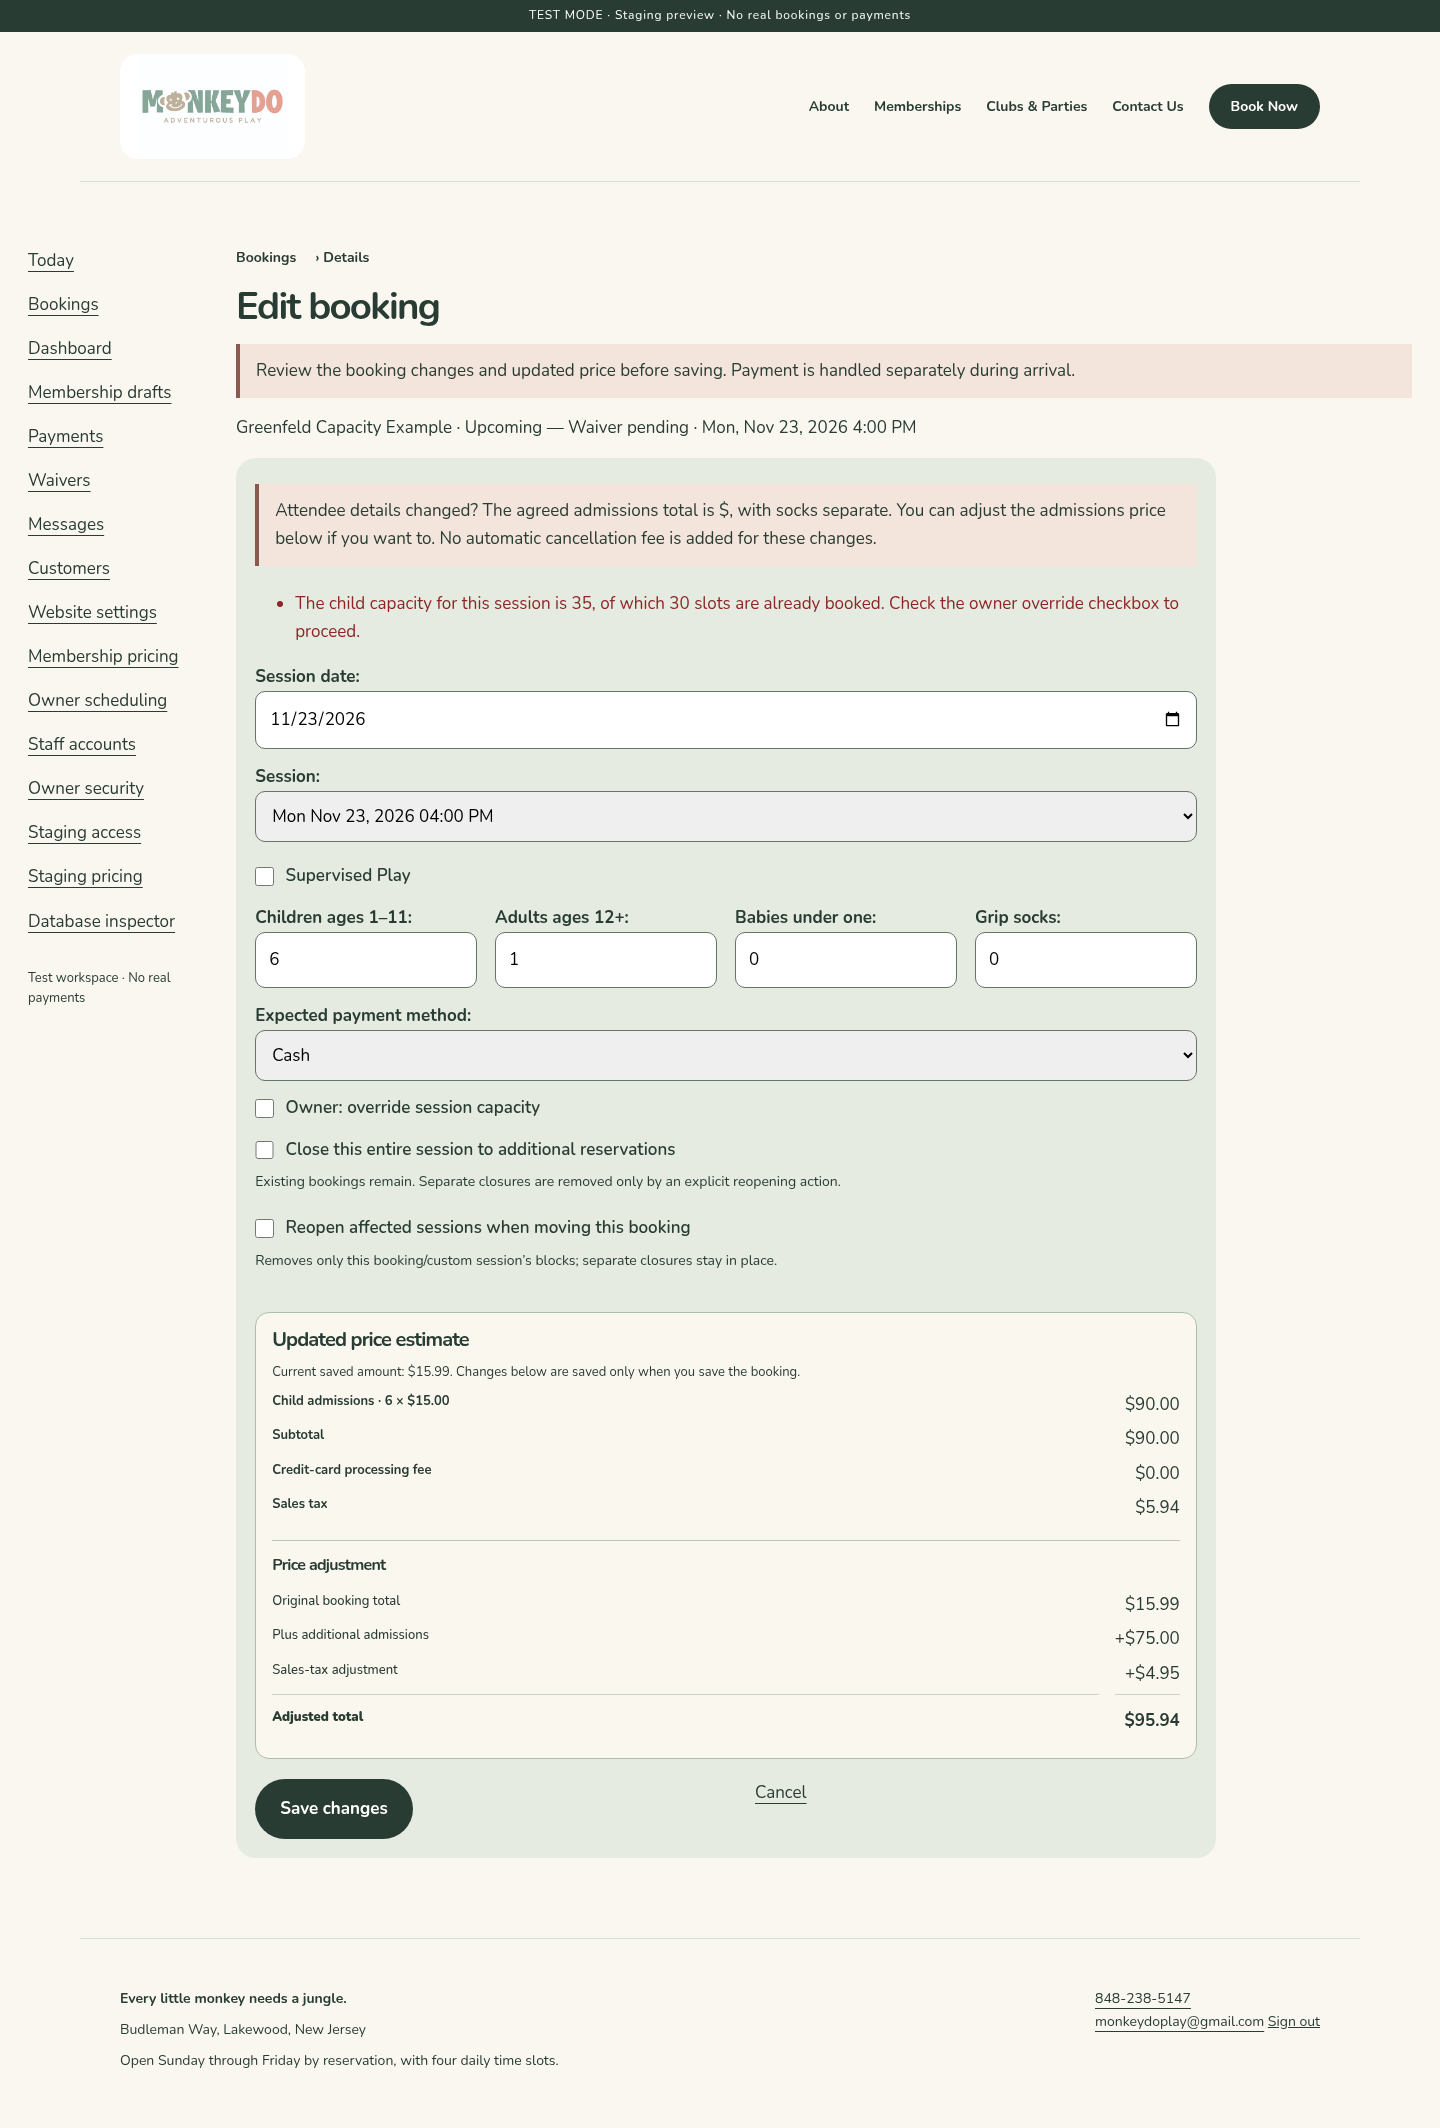 TEST MODE · Staging preview · No real bookings or payments
MONKEYDO
ADVENTUROUS PLAY
About
Memberships
Clubs & Parties
Contact Us
Book Now
Today
Bookings
Dashboard
Membership drafts
Payments
Waivers
Messages
Customers
Website settings
Membership pricing
Owner scheduling
Staff accounts
Owner security
Staging access
Staging pricing
Database inspector
Test workspace · No real
payments
Bookings › Details
Edit booking
Review the booking changes and updated price before saving. Payment is handled separately during arrival.
Greenfeld Capacity Example · Upcoming — Waiver pending · Mon, Nov 23, 2026 4:00 PM
Attendee details changed? The agreed admissions total is $, with socks separate. You can adjust the admissions price
below if you want to. No automatic cancellation fee is added for these changes.
• The child capacity for this session is 35, of which 30 slots are already booked. Check the owner override checkbox to
proceed.
Session date:
11/23/2026
Session:
Mon Nov 23, 2026 04:00 PM
Supervised Play
Children ages 1–11:
Adults ages 12+:
Babies under one:
Grip socks:
6
1
0
0
Expected payment method:
Cash
Owner: override session capacity
Close this entire session to additional reservations
Existing bookings remain. Separate closures are removed only by an explicit reopening action.
Reopen affected sessions when moving this booking
Removes only this booking/custom session’s blocks; separate closures stay in place.
Updated price estimate
Current saved amount: $15.99. Changes below are saved only when you save the booking.
Child admissions · 6 × $15.00 $90.00
Subtotal $90.00
Credit-card processing fee $0.00
Sales tax $5.94
Price adjustment
Original booking total $15.99
Plus additional admissions +$75.00
Sales-tax adjustment +$4.95
Adjusted total $95.94
Save changes
Cancel
Every little monkey needs a jungle.
Budleman Way, Lakewood, New Jersey
Open Sunday through Friday by reservation, with four daily time slots.
848-238-5147
monkeydoplay@gmail.com Sign out